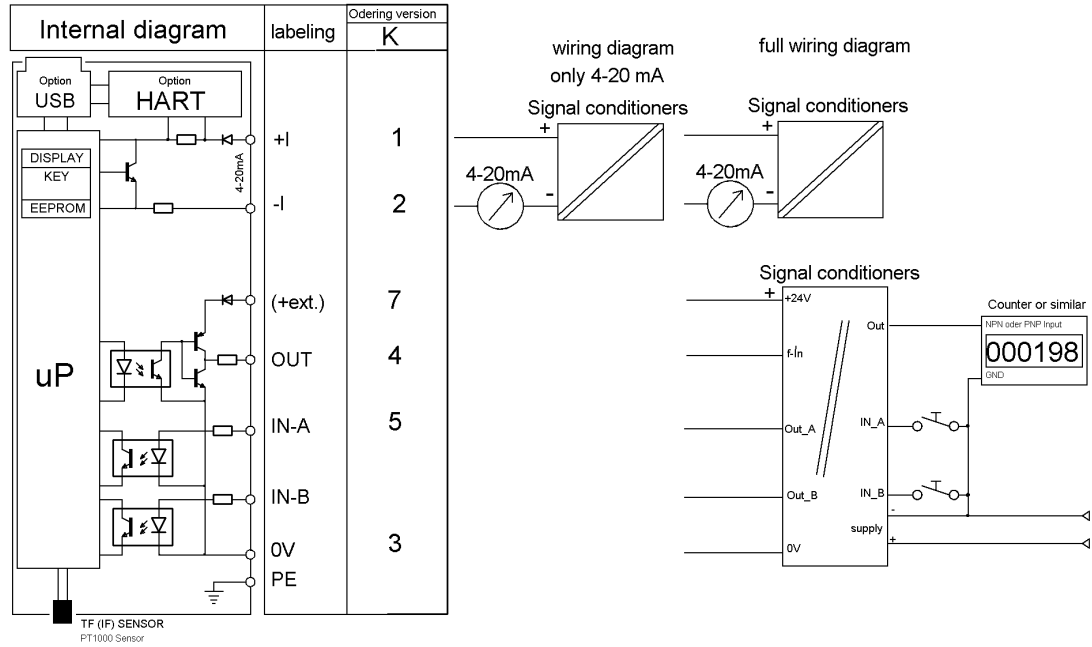 Internal diagram
labeling
Odering version
K
Option
USB
Option
HART
DISPLAY
KEY
EEPROM
uP
4-20mA
+I
1
-I
2
(+ext.)
7
OUT
4
IN-A
5
IN-B
0V
3
PE
TF (IF) SENSOR
PT1000 Sensor
wiring diagram
only 4-20 mA
Signal conditioners
+
4-20mA
-
full wiring diagram
Signal conditioners
+
4-20mA
-
Signal conditioners
+
+24V
Out
f-In
Out_A
IN_A
Out_B
IN_B
-
supply
+
0V
Counter or similar
NPN oder PNP Input
000198
GND